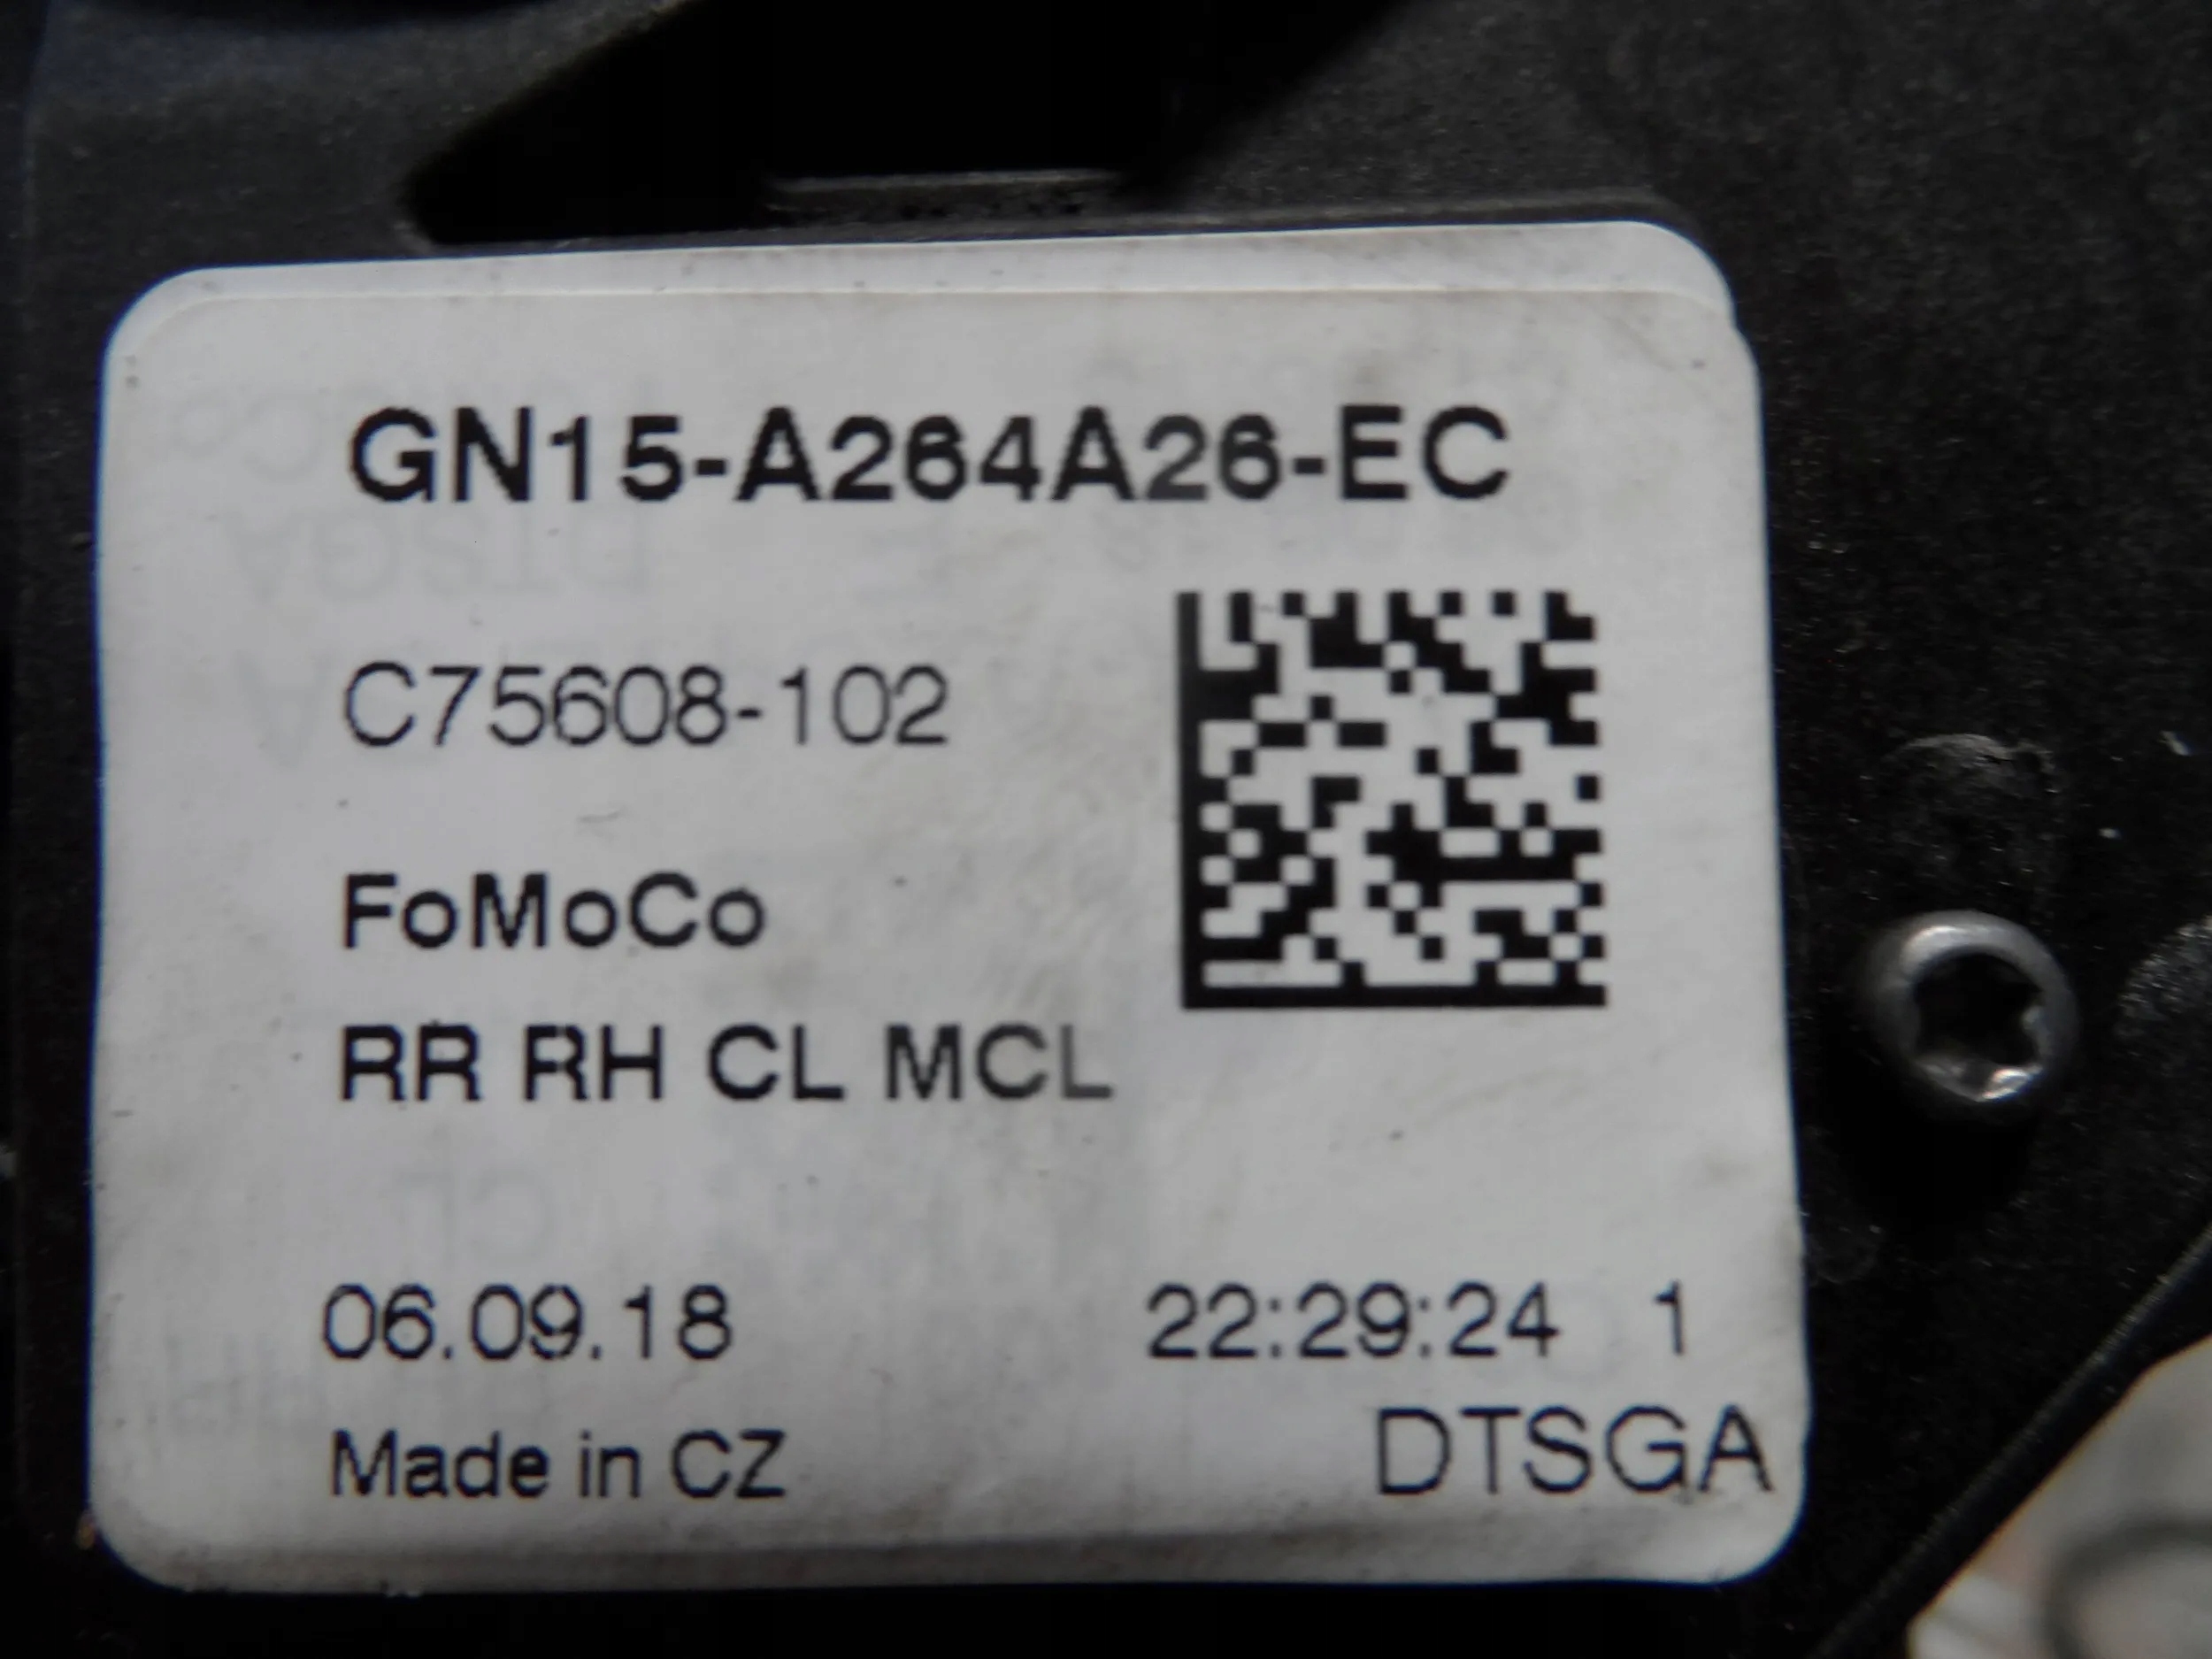 GN15-A264A26-EC
C75608-102
FoMoCo
RR RH CL MCL
06.09.18 22:29:24 1
Made in CZ DTSGA